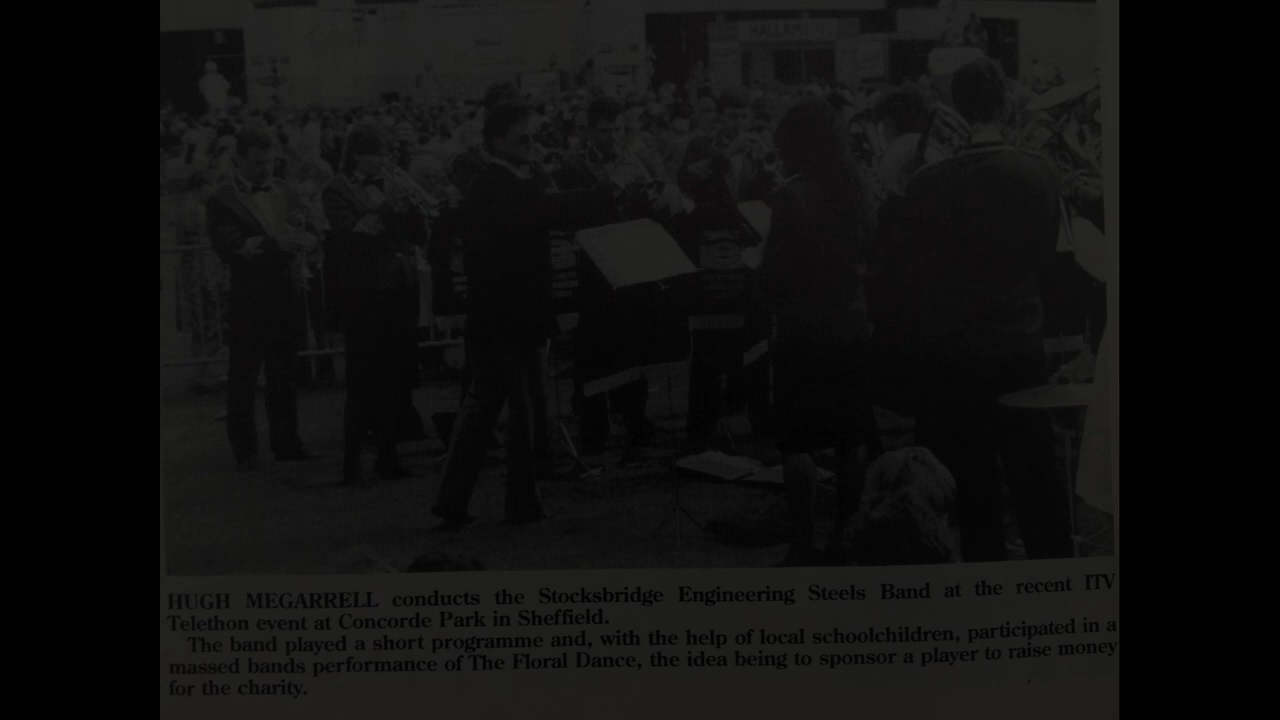 HALLAM
HUGH MEGARRELL conducts the Stocksbridge Engineering Steels Band at the recent ITV
Telethon event at Concorde Park in Sheffield.
The band played a short programme and, with the help of local schoolchildren, participated in a
massed bands performance of The Floral Dance, the idea being to sponsor a player to raise money
for the charity.